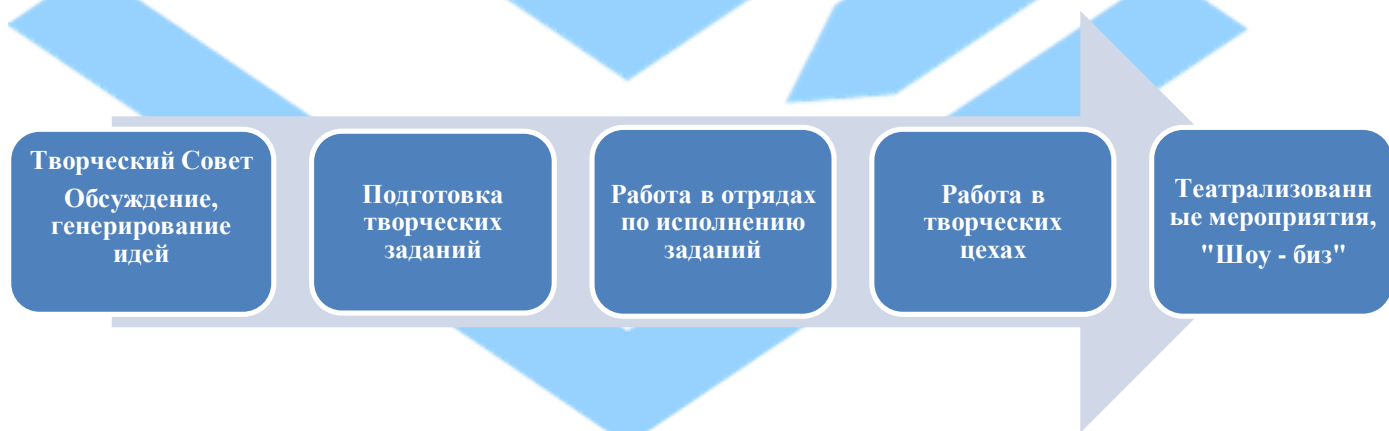 Творческий Совет
Обсуждение,
генерирование
идей
Подготовка
творческих
заданий
Работа в отрядах
по исполнению
заданий
Работа в
творческих
цехах
Театрализованн
ые мероприятия,
"Шоу - биз"